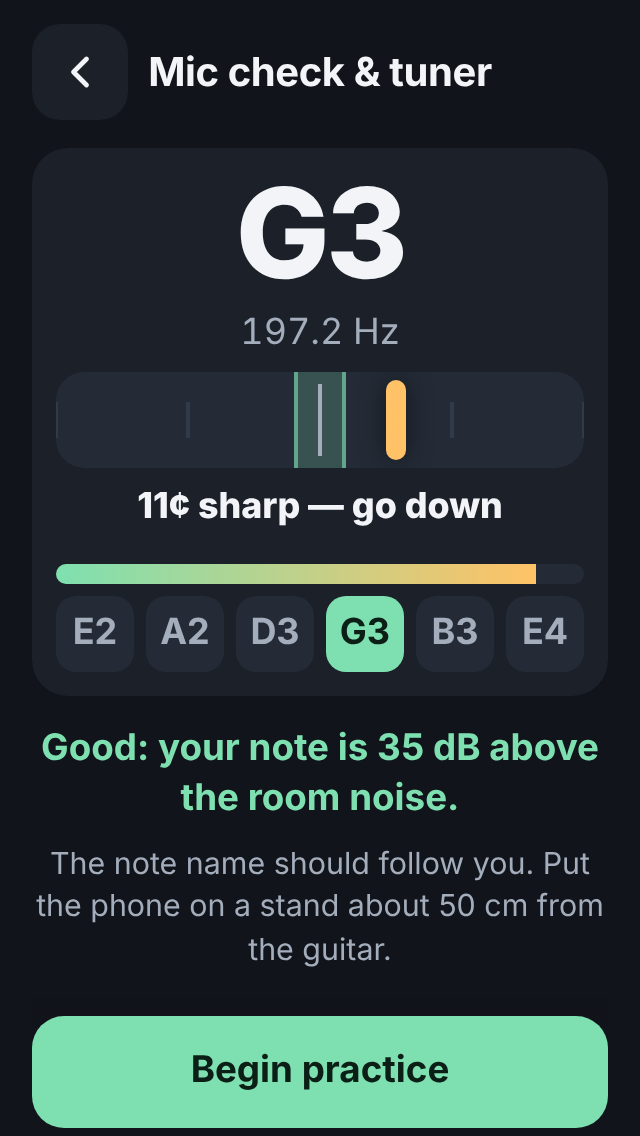 Mic check & tuner
G3
197.2 Hz
11¢ sharp — go down
E2 A2 D3 G3 B3 E4
Good: your note is 35 dB above
the room noise.
The note name should follow you. Put
the phone on a stand about 50 cm from
the guitar.
Begin practice